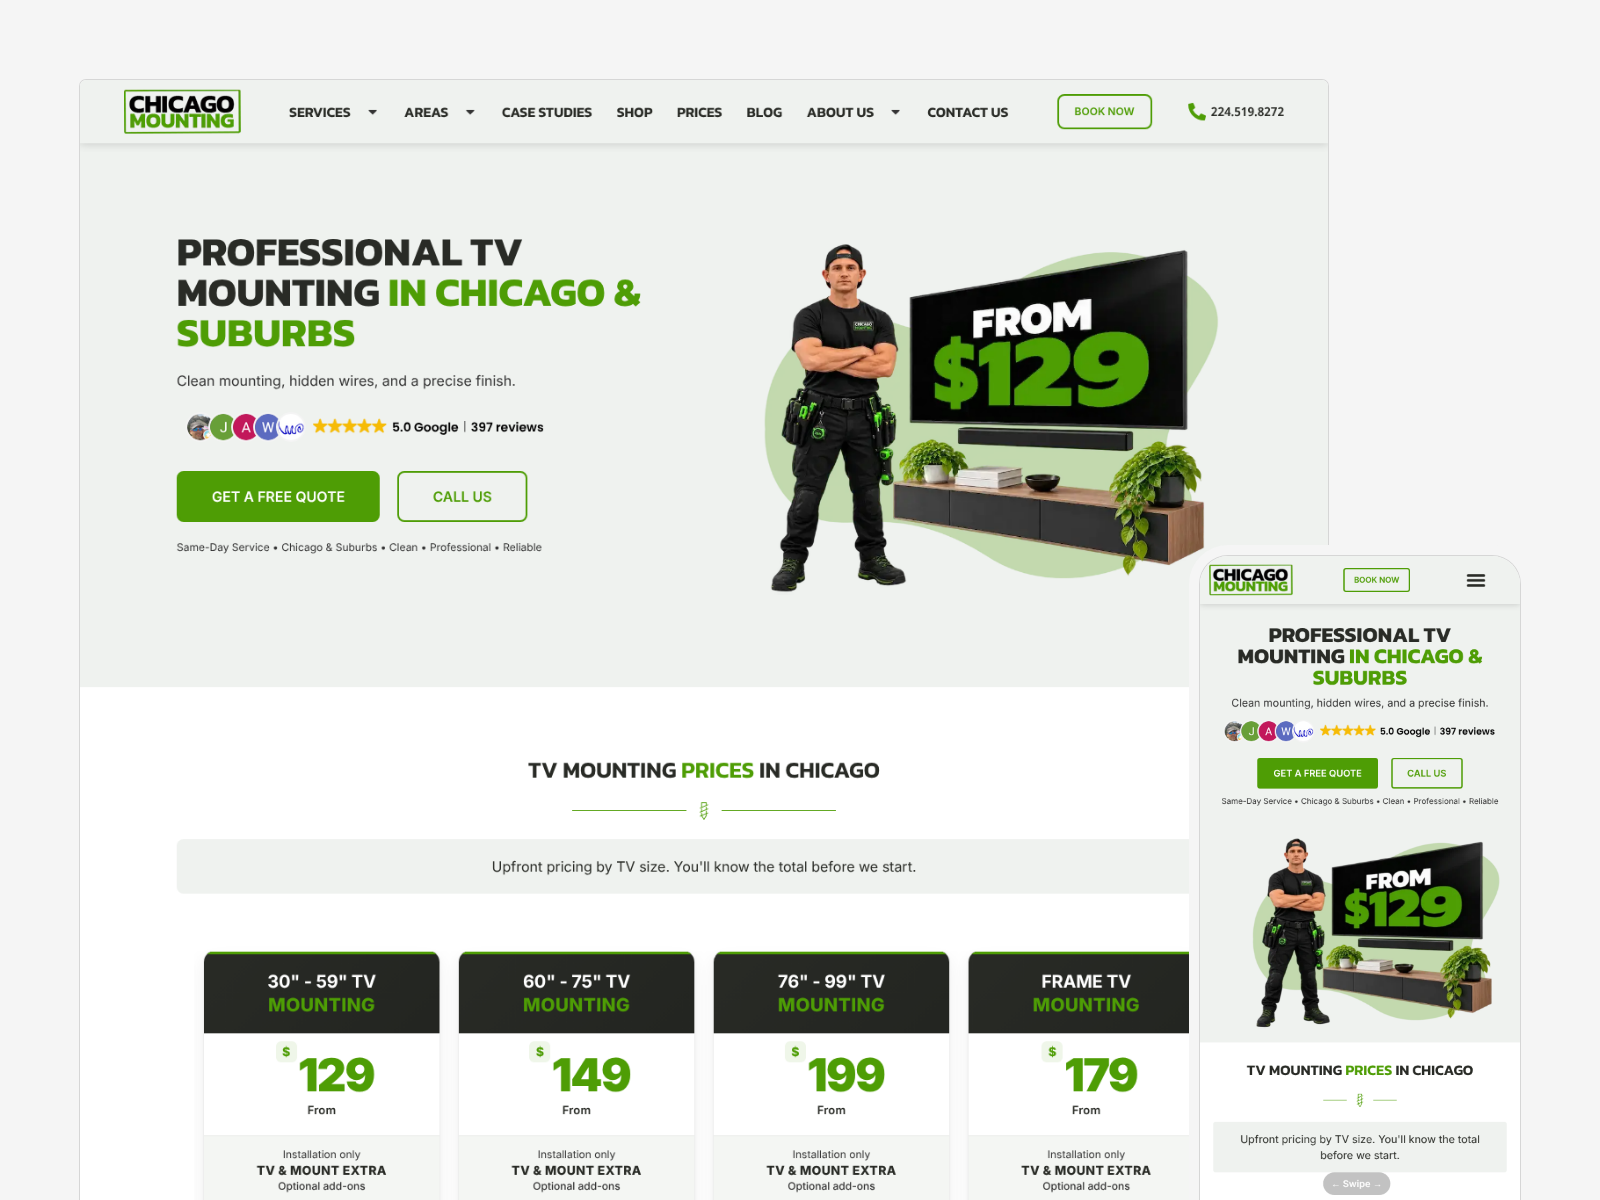 CHICAGO
MOUNTING
SERVICES AREAS CASE STUDIES SHOP PRICES BLOG ABOUT US CONTACT US BOOK NOW 224.519.8272
PROFESSIONAL TV
MOUNTING IN CHICAGO &
SUBURBS
Clean mounting, hidden wires, and a precise finish.
J A W 5.0 Google | 397 reviews
GET A FREE QUOTE CALL US
Same-Day Service • Chicago & Suburbs • Clean • Professional • Reliable
CHICAGO
MOUNTING
FROM
$129
TV MOUNTING PRICES IN CHICAGO
Upfront pricing by TV size. You'll know the total before we start.
30" - 59" TV
MOUNTING
$ 129
From
Installation only
TV & MOUNT EXTRA
Optional add-ons
60" - 75" TV
MOUNTING
$ 149
From
Installation only
TV & MOUNT EXTRA
Optional add-ons
76" - 99" TV
MOUNTING
$ 199
From
Installation only
TV & MOUNT EXTRA
Optional add-ons
FRAME TV
MOUNTING
$ 179
From
Installation only
TV & MOUNT EXTRA
Optional add-ons
CHICAGO
MOUNTING
BOOK NOW
PROFESSIONAL TV
MOUNTING IN CHICAGO &
SUBURBS
Clean mounting, hidden wires, and a precise finish.
J A W 5.0 Google | 397 reviews
GET A FREE QUOTE CALL US
Same-Day Service • Chicago & Suburbs • Clean • Professional • Reliable
FROM
$129
TV MOUNTING PRICES IN CHICAGO
Upfront pricing by TV size. You'll know the total
before we start.
← Swipe →